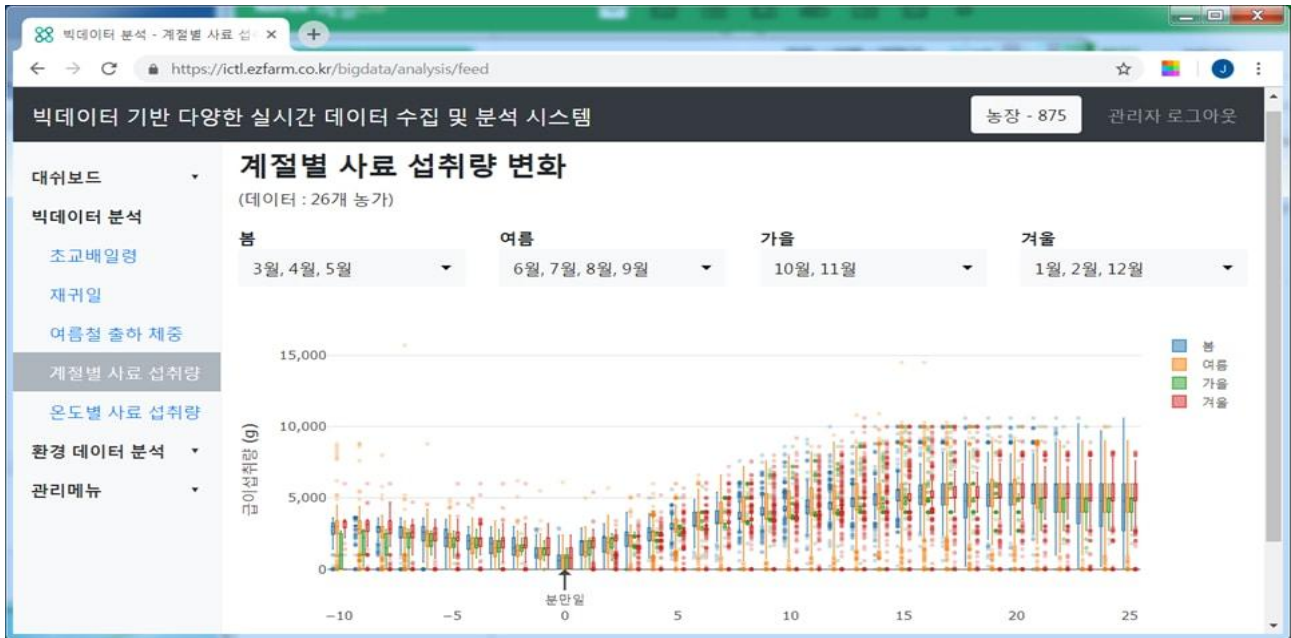 빅데이터 분석 - 계절별 사료 섭
https://ictl.ezfarm.co.kr/bigdata/analysis/feed
J
빅데이터 기반 다양한 실시간 데이터 수집 및 분석 시스템
농장 - 875
관리자 로그아웃
대쉬보드
빅데이터 분석
초교배일령
재귀일
여름철 출하 체중
계절별 사료 섭취량
온도별 사료 섭취량
환경 데이터 분석
관리메뉴
계절별 사료 섭취량 변화
(데이터 : 26개 농가)
봄 여름 가을 겨울
3월, 4월, 5월 6월, 7월, 8월, 9월 10월, 11월 1월, 2월, 12월
봄
여름
가을
겨울
급이섭취량 (g)
15,000
10,000
5,000
0
분만일
−10 −5 0 5 10 15 20 25